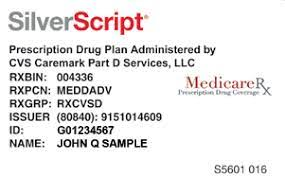 SilverScript®
Prescription Drug Plan Administered by
CVS Caremark Part D Services, LLC
RXBIN: 004336
RXPCN: MEDDADV
RXGRP: RXCVSD
ISSUER (80840): 9151014609
ID: G01234567
NAME: JOHN Q SAMPLE
MedicareRx
Prescription Drug Coverage
S5601 016